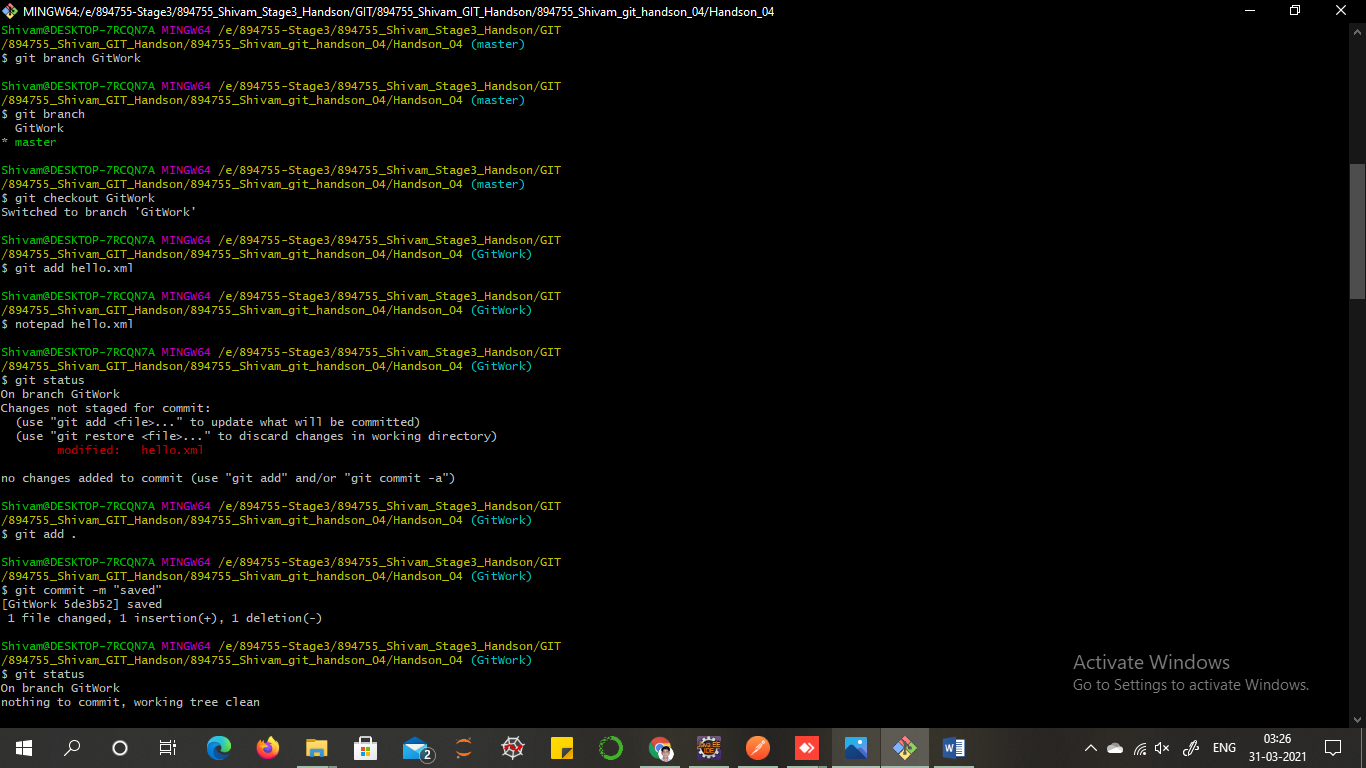 MINGW64:/e/894755-Stage3/894755_Shivam_Stage3_Handson/GIT/894755_Shivam_GIT_Handson/894755_Shivam_git_handson_04/Handson_04
Shivam@DESKTOP-7RCQN7A MINGW64 /e/894755-Stage3/894755_Shivam_Stage3_Handson/GIT
/894755_Shivam_GIT_Handson/894755_Shivam_git_handson_04/Handson_04 (master)
$ git branch GitWork
Shivam@DESKTOP-7RCQN7A MINGW64 /e/894755-Stage3/894755_Shivam_Stage3_Handson/GIT
/894755_Shivam_GIT_Handson/894755_Shivam_git_handson_04/Handson_04 (master)
$ git branch
  GitWork
* master
Shivam@DESKTOP-7RCQN7A MINGW64 /e/894755-Stage3/894755_Shivam_Stage3_Handson/GIT
/894755_Shivam_GIT_Handson/894755_Shivam_git_handson_04/Handson_04 (master)
$ git checkout GitWork
Switched to branch 'GitWork'
Shivam@DESKTOP-7RCQN7A MINGW64 /e/894755-Stage3/894755_Shivam_Stage3_Handson/GIT
/894755_Shivam_GIT_Handson/894755_Shivam_git_handson_04/Handson_04 (GitWork)
$ git add hello.xml
Shivam@DESKTOP-7RCQN7A MINGW64 /e/894755-Stage3/894755_Shivam_Stage3_Handson/GIT
/894755_Shivam_GIT_Handson/894755_Shivam_git_handson_04/Handson_04 (GitWork)
$ notepad hello.xml
Shivam@DESKTOP-7RCQN7A MINGW64 /e/894755-Stage3/894755_Shivam_Stage3_Handson/GIT
/894755_Shivam_GIT_Handson/894755_Shivam_git_handson_04/Handson_04 (GitWork)
$ git status
On branch GitWork
Changes not staged for commit:
  (use "git add <file>..." to update what will be committed)
  (use "git restore <file>..." to discard changes in working directory)
        modified:   hello.xml
no changes added to commit (use "git add" and/or "git commit -a")
Shivam@DESKTOP-7RCQN7A MINGW64 /e/894755-Stage3/894755_Shivam_Stage3_Handson/GIT
/894755_Shivam_GIT_Handson/894755_Shivam_git_handson_04/Handson_04 (GitWork)
$ git add .
Shivam@DESKTOP-7RCQN7A MINGW64 /e/894755-Stage3/894755_Shivam_Stage3_Handson/GIT
/894755_Shivam_GIT_Handson/894755_Shivam_git_handson_04/Handson_04 (GitWork)
$ git commit -m "saved"
[GitWork 5de3b52] saved
 1 file changed, 1 insertion(+), 1 deletion(-)
Shivam@DESKTOP-7RCQN7A MINGW64 /e/894755-Stage3/894755_Shivam_Stage3_Handson/GIT
/894755_Shivam_GIT_Handson/894755_Shivam_git_handson_04/Handson_04 (GitWork)
$ git status
On branch GitWork
nothing to commit, working tree clean
Activate Windows
Go to Settings to activate Windows.
2
Java EE
IDE
ENG
03:26
31-03-2021